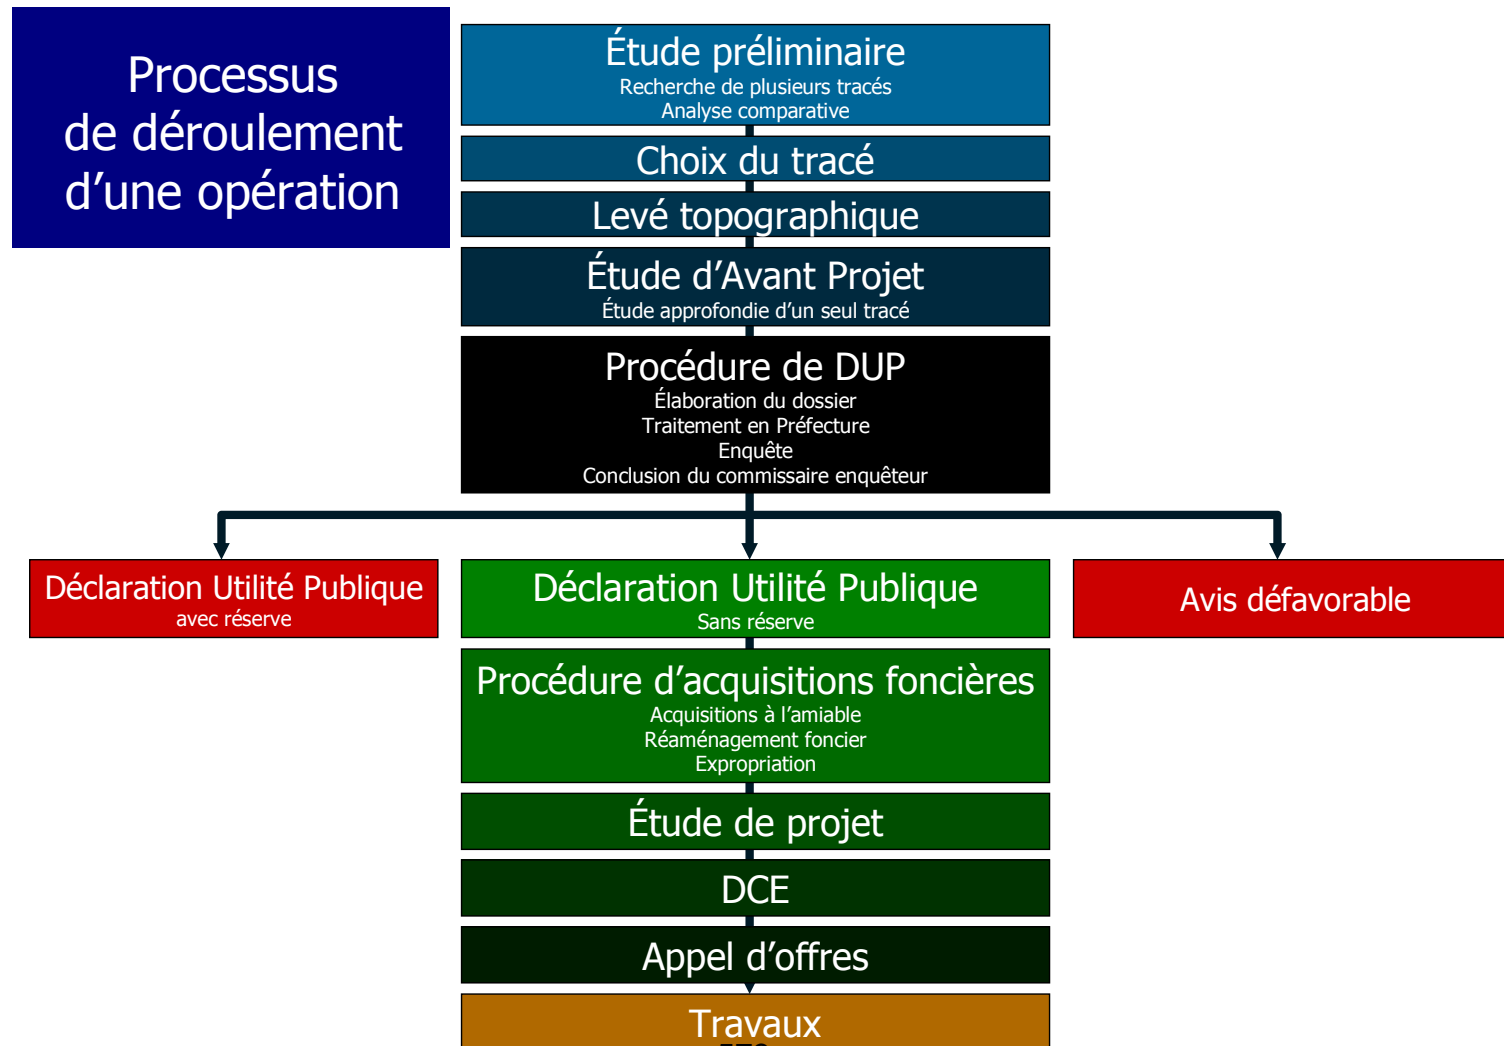 Processus
de déroulement
d’une opération
Étude préliminaire
Recherche de plusieurs tracés
Analyse comparative
Choix du tracé
Levé topographique
Étude d’Avant Projet
Étude approfondie d’un seul tracé
Procédure de DUP
Élaboration du dossier
Traitement en Préfecture
Enquête
Conclusion du commissaire enquêteur
Déclaration Utilité Publique
avec réserve
Déclaration Utilité Publique
Sans réserve
Avis défavorable
Procédure d’acquisitions foncières
Acquisitions à l’amiable
Réaménagement foncier
Expropriation
Étude de projet
DCE
Appel d’offres
Travaux